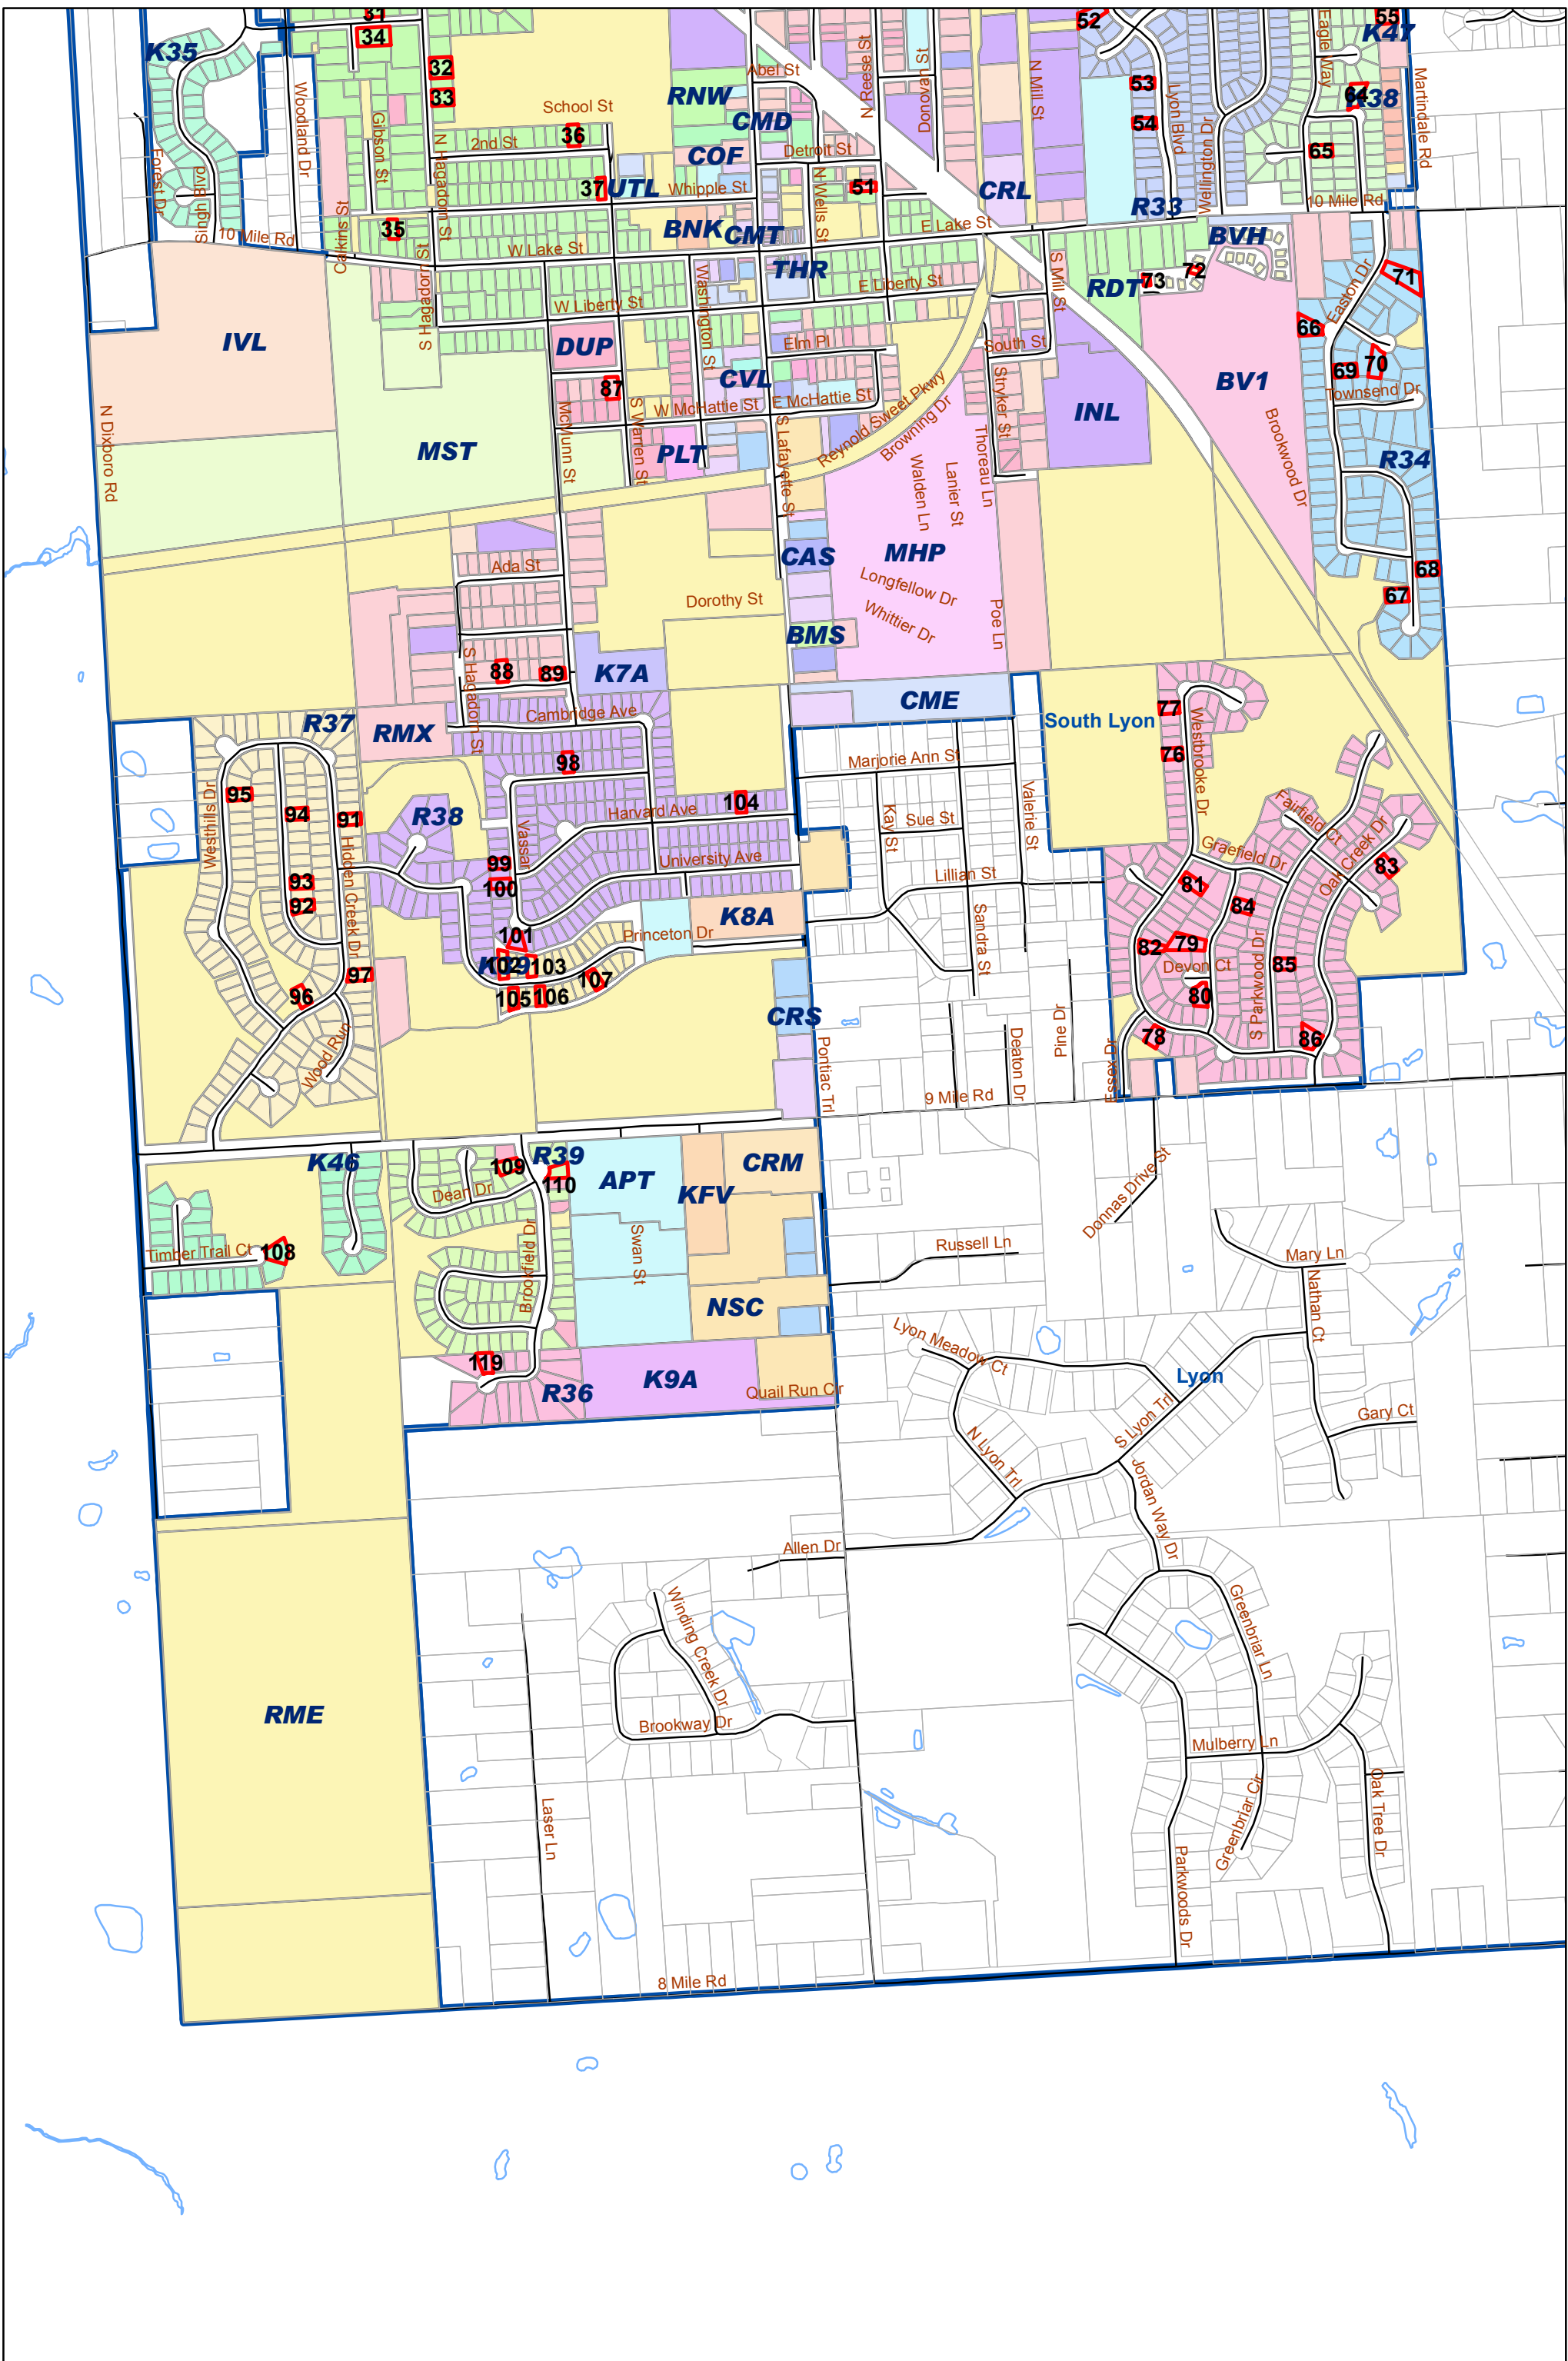 31
52
55
K35
34
Eagle Way
K47
32
Abel St
N Reese St
N Mill St
53
Martindale Rd
33
RNW
Donovan S
Lyon Blvd
64
K38
Woodland Dr
Gibson St
School St
CMD
54
Wellington Dr
N Hagadorn St
36
2nd St
Detroit St
65
Forest Dr
COF
Singh Blvd
37
UTL
Whipple St
N Wells St
51
CRL
R33
10 Mile Rd
Calkins St
35
10 Mile Rd
BNK
CMT
E Lake St
BVH
W Lake St
S Hagadorn St
THR
S Mill St
RDT
73
72
Easton Dr
71
Washington St
E Liberty St
W Liberty St
66
IVL
DUP
Elm Pl
South St
70
69
CVL
BV1
Townsend Dr
87
W McHattie St
E McHattie St
Reynold Sweet Pkwy
Browning Dr
Stryker St
INL
Brookwood Dr
N Dixboro Rd
MST
McMunn St
S Warren St
PLT
S Lafayette St
Thoreau Ln
R34
Walden Ln
Lanier St
CAS
MHP
Ada St
68
Longfellow Dr
Dorothy St
67
Whittier Dr
Poe Ln
BMS
S Hagadorn St
88
89
K7A
CME
R37
Cambridge Ave
South Lyon
77
Westbrooke Dr
RMX
98
Marjorie Ann St
76
95
Westhills Dr
94
91
R38
Harvard Ave
104
Kay St
Sue St
Valerie St
Fairfield Ct
Hidden Creek Dr
Vassar
University Ave
Graefield Dr
Oak Creek Dr
99
Lillian St
83
93
100
81
92
K8A
84
101
Princeton Dr
Sandra St
82
79
102
103
97
107
Devon Ct
S Parkwood Dr
85
96
105
106
80
CRS
Wood Run
Pontiac Trl
Deaton Dr
Pine Dr
78
86
Essex Dr
9 Mile Rd
K46
109
R39
APT
CRM
Dean Dr
110
KFV
Donnas Drive St
Timber Trail Ct
108
Swan St
Russell Ln
Mary Ln
Brookfield Dr
NSC
Nathan Ct
Lyon Meadow Ct
119
R36
K9A
Quail Run Cir
Lyon
S Lyon Trl
Gary Ct
N Lyon Trl
Jordan Way Dr
Allen Dr
Winding Creek Dr
Greenbriar Ln
RME
Brookway Dr
Mulberry Ln
Laser Ln
Greenbriar Cir
Oak Tree Dr
Parkwoods Dr
8 Mile Rd